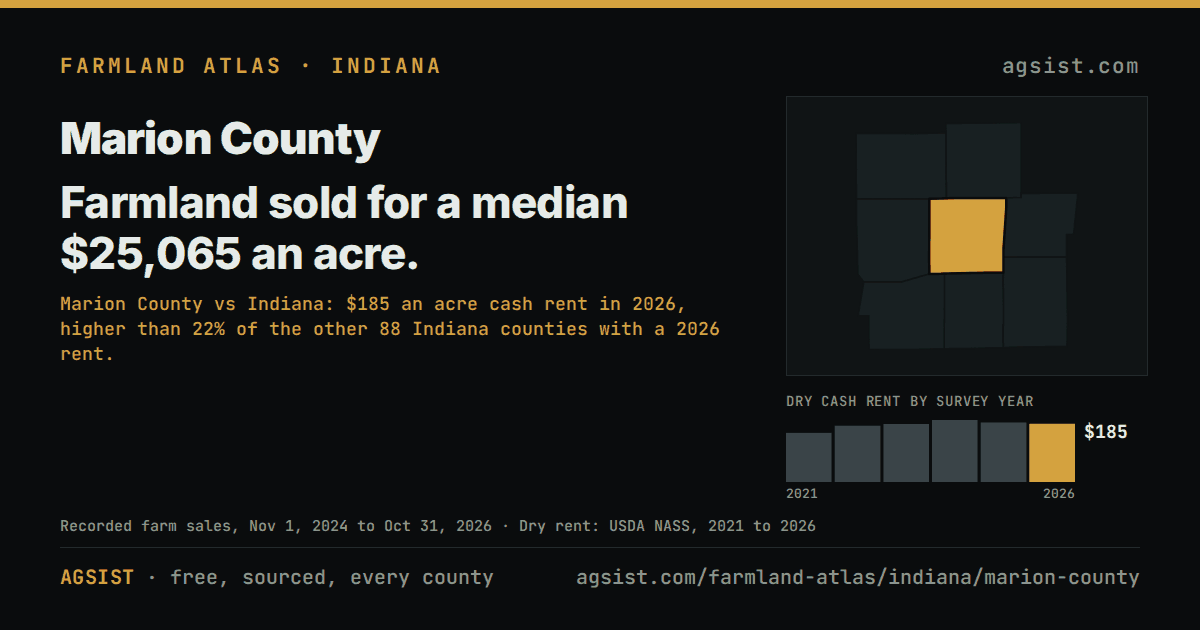 FARMLAND ATLAS · INDIANA
agsist.com
Marion County
Farmland sold for a median
$25,065 an acre.
Marion County vs Indiana: $185 an acre cash rent in 2026,
higher than 22% of the other 88 Indiana counties with a 2026
rent.
DRY CASH RENT BY SURVEY YEAR
$185
2021
2026
Recorded farm sales, Nov 1, 2024 to Oct 31, 2026 · Dry rent: USDA NASS, 2021 to 2026
AGSIST · free, sourced, every county
agsist.com/farmland-atlas/indiana/marion-county